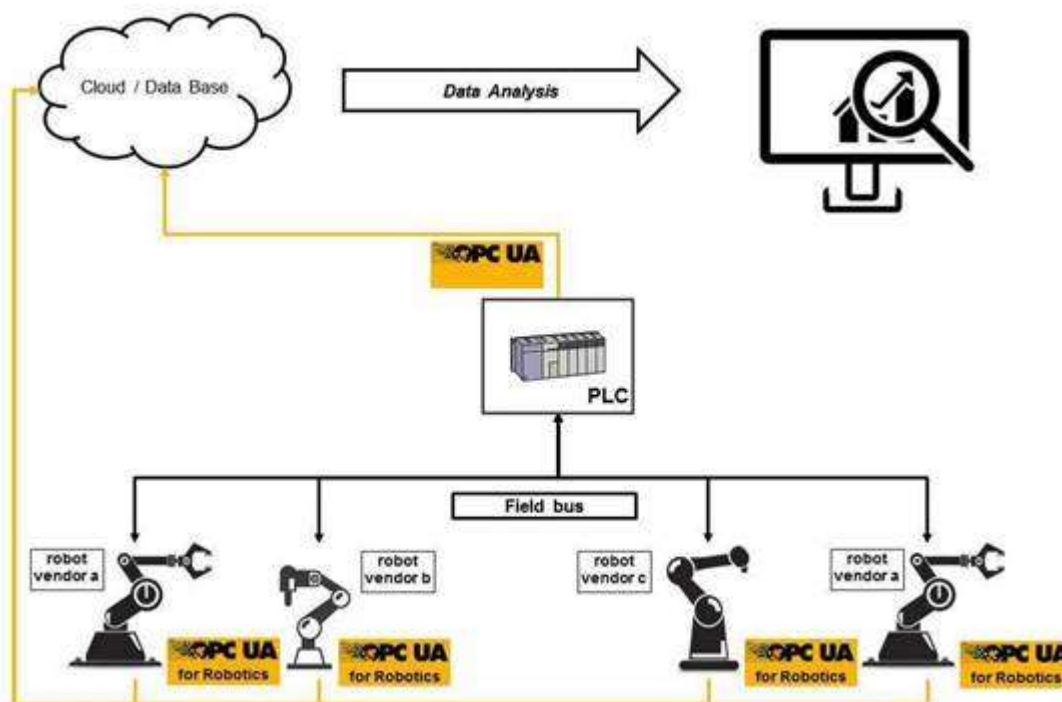 Cloud / Data Base
Data Analysis
OPC UA
PLC
Field bus
robot
vendor a
robot
vendor b
robot
vendor c
robot
vendor a
OPC UA
for Robotics
OPC UA
for Robotics
OPC UA
for Robotics
OPC UA
for Robotics